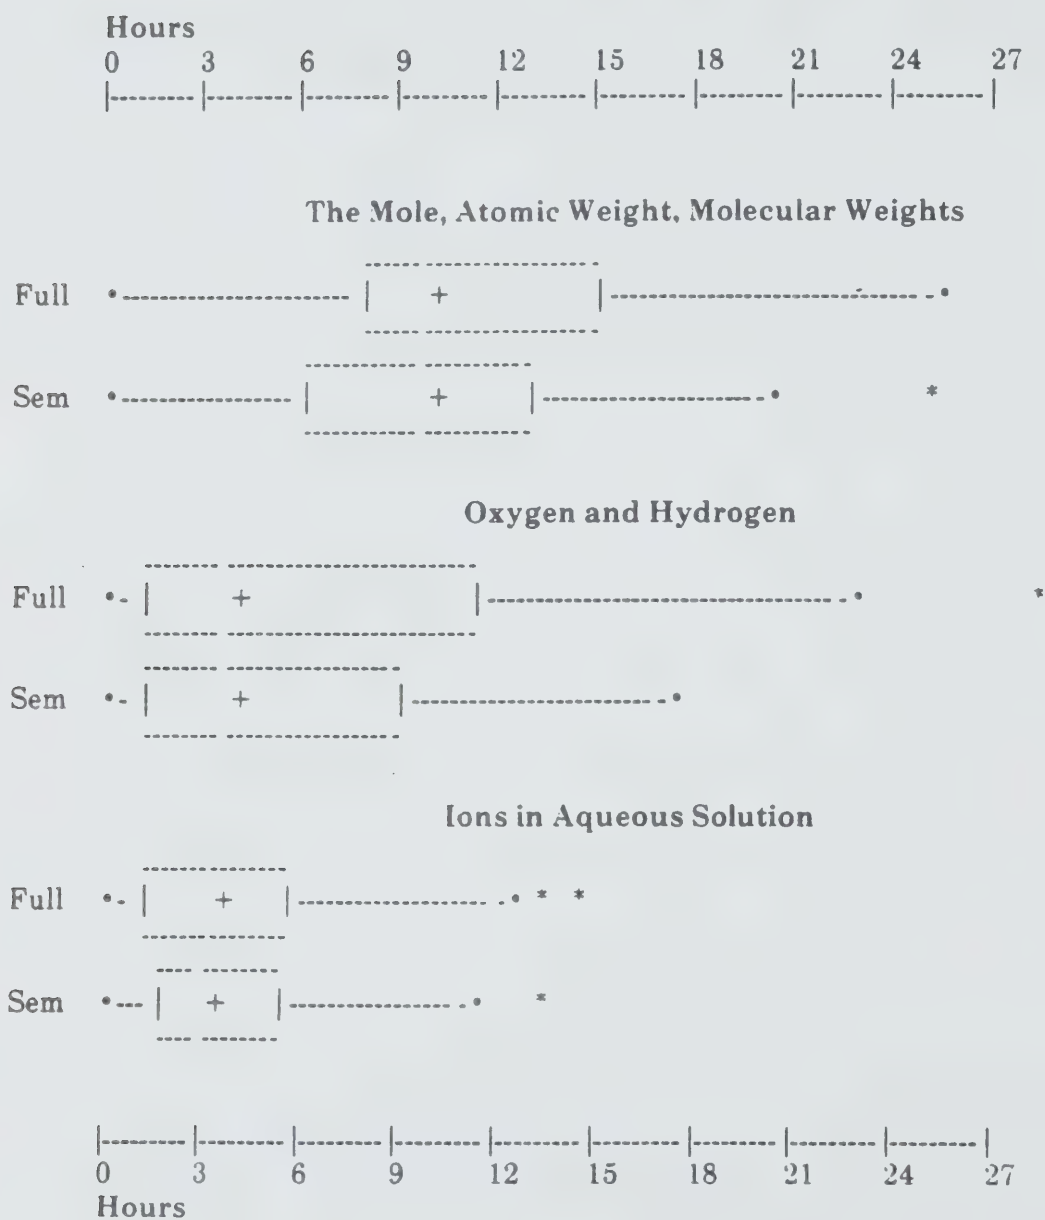 Hours
0 3 6 9 12 15 18 21 24 27
The Mole, Atomic Weight, Molecular Weights
Full
Sem
Oxygen and Hydrogen
Full
Sem
Ions in Aqueous Solution
Full
Sem
0 3 6 9 12 15 18 21 24 27
Hours